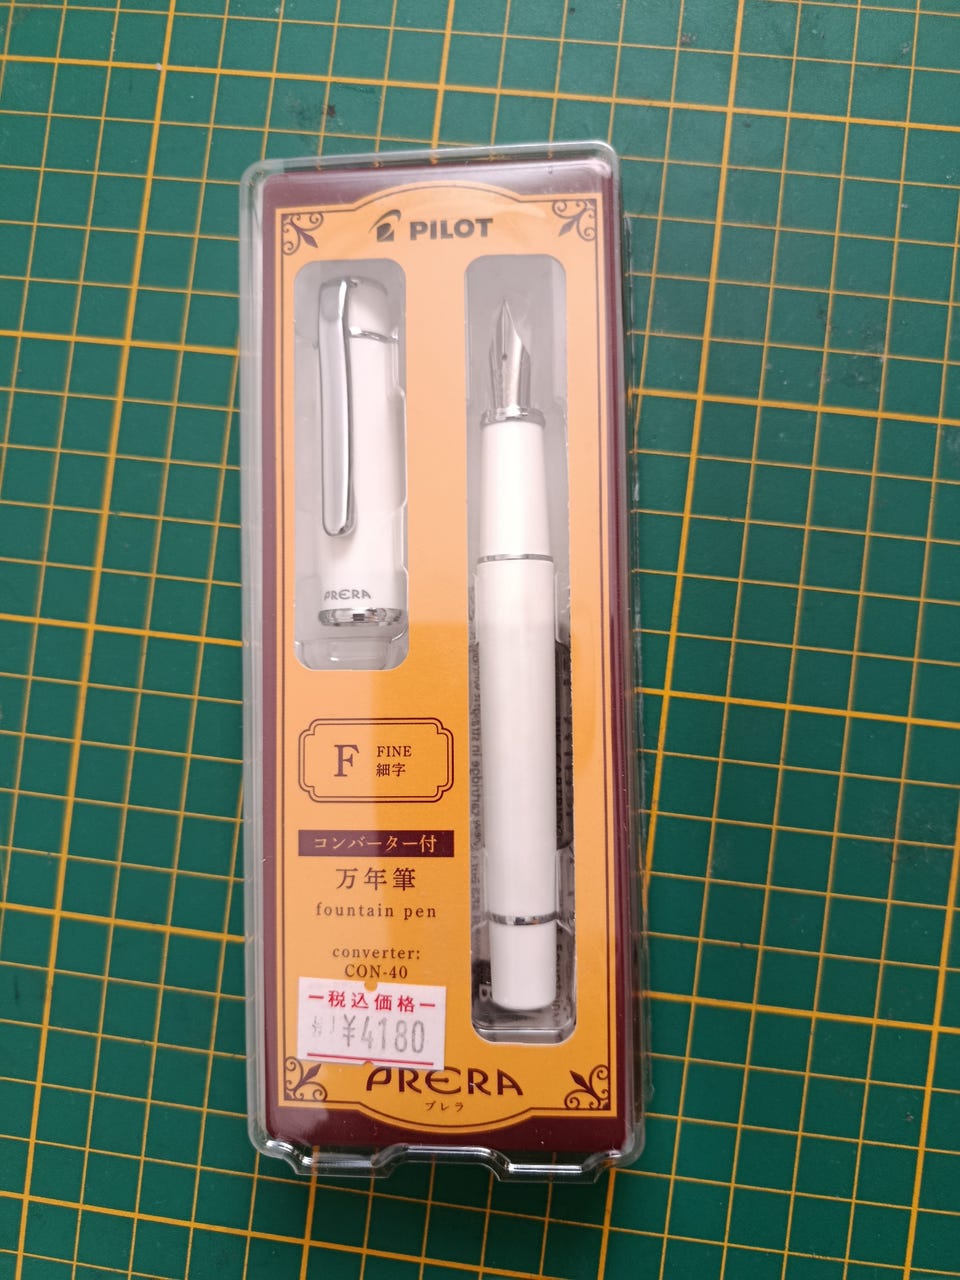 PILOT
PRERA
F
FINE
細字
コンバーター付
万年筆
fountain pen
converter:
CON-40
税込価格
¥4180
PRERA
プレラ